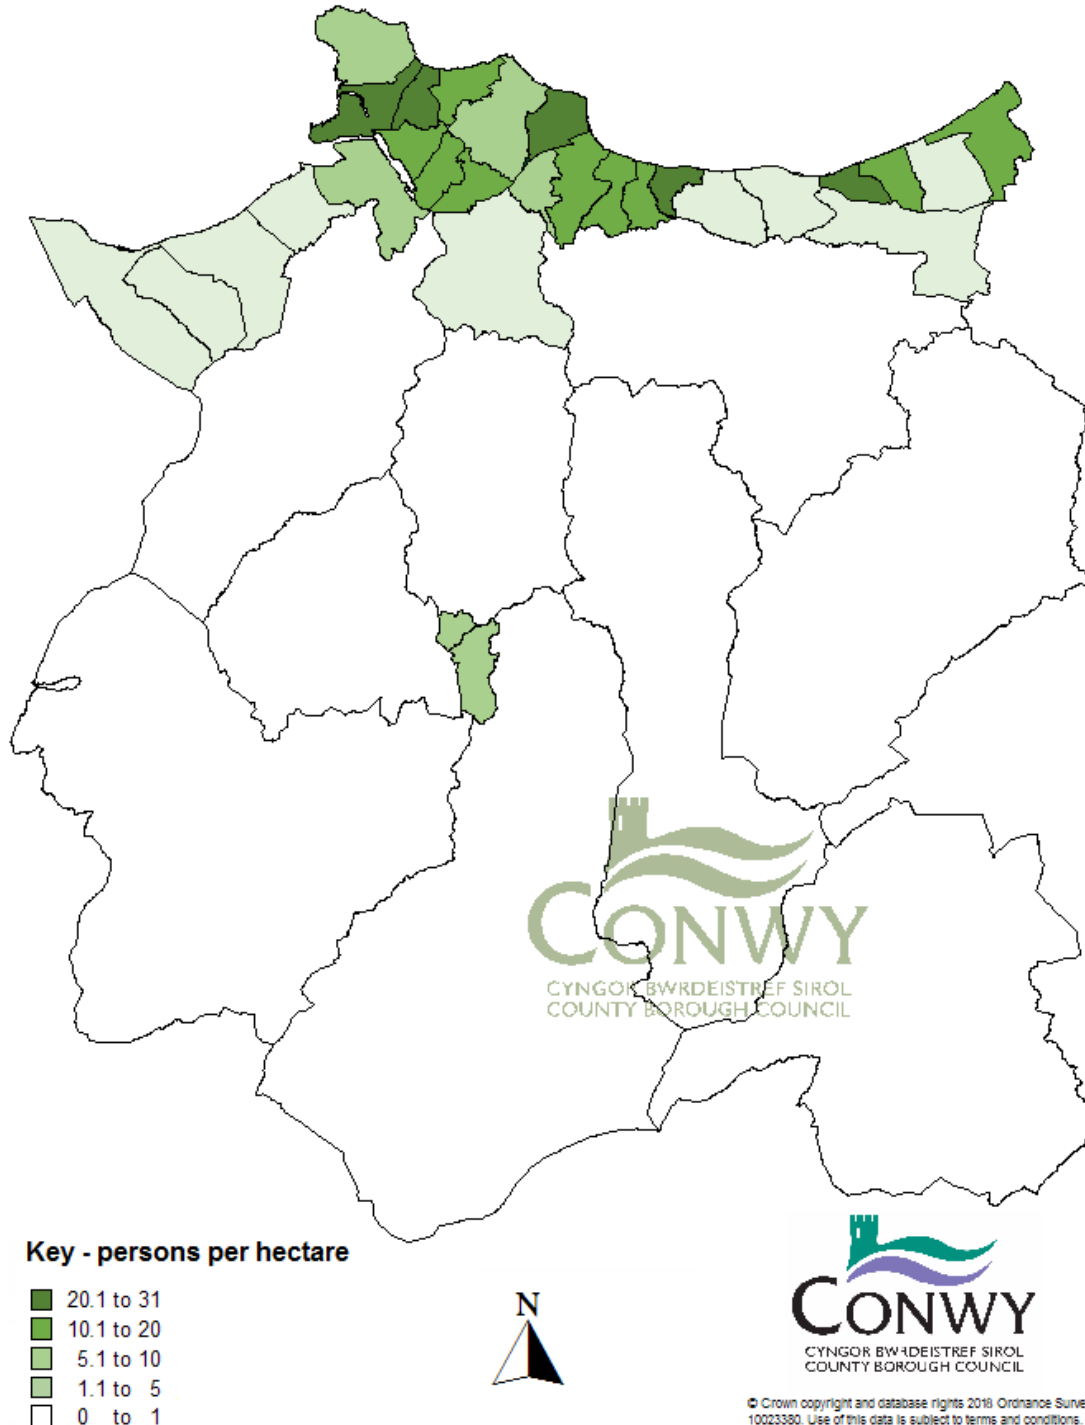 CONWY
CYNGOR BWRDEISTREF SIROL
COUNTY BOROUGH COUNCIL
Key - persons per hectare
20.1 to 31
10.1 to 20
5.1 to 10
1.1 to 5
0 to 1
N
CONWY
CYNGOR BWRDEISTREF SIROL
COUNTY BOROUGH COUNCIL
© Crown copyright and database rights 2018 Ordnance Surve
10023380. Use of this data is subject to terms and conditions.